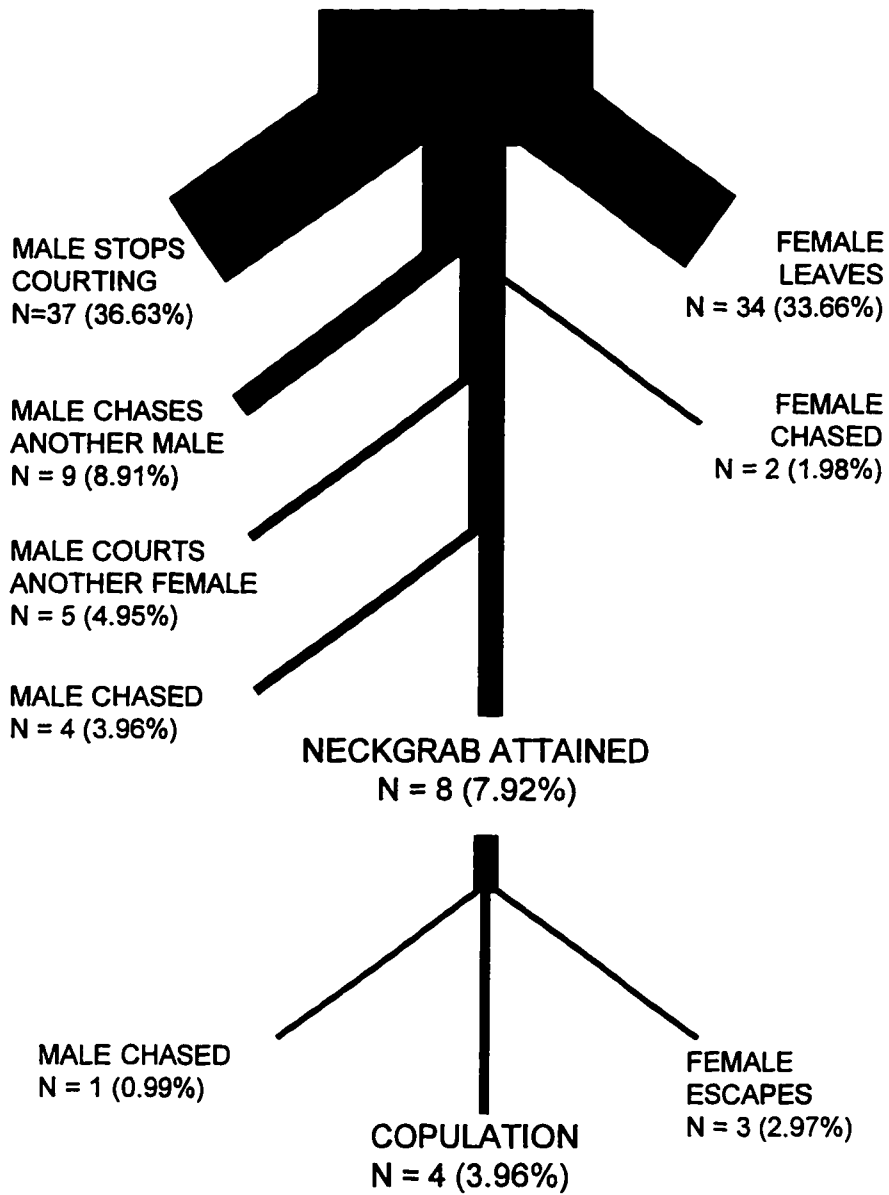 MALE STOPS
COURTING
N=37 (36.63%)
FEMALE
LEAVES
N = 34 (33.66%)
MALE CHASES
ANOTHER MALE
N = 9 (8.91%)
FEMALE
CHASED
N = 2 (1.98%)
MALE COURTS
ANOTHER FEMALE
N = 5 (4.95%)
MALE CHASED
N = 4 (3.96%)
NECKGRAB ATTAINED
N = 8 (7.92%)
MALE CHASED
N = 1 (0.99%)
FEMALE
ESCAPES
N = 3 (2.97%)
COPULATION
N = 4 (3.96%)